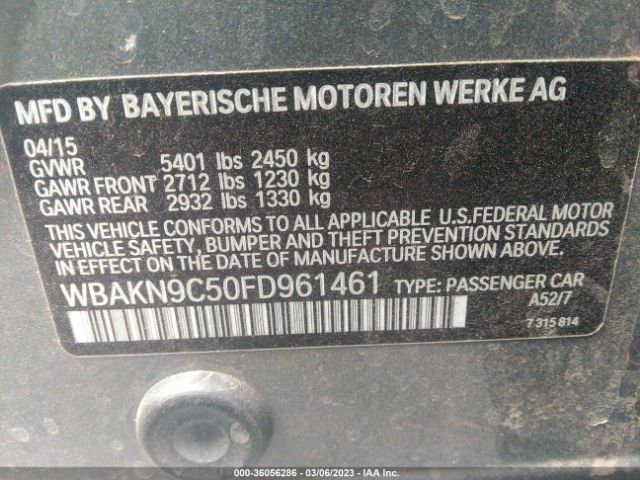 MFD BY BAYERISCHE MOTOREN WERKE AG
04/15
GVWR 5401 lbs 2450 kg
GAWR FRONT 2712 lbs 1230 kg
GAWR REAR 2932 lbs 1330 kg
THIS VEHICLE CONFORMS TO ALL APPLICABLE U.S.FEDERAL MOTOR
VEHICLE SAFETY, BUMPER AND THEFT PREVENTION STANDARDS
IN EFFECT ON THE DATE OF MANUFACTURE SHOWN ABOVE.
WBAKN9C50FD961461 TYPE: PASSENGER CAR
A52/7
7 315 814
000-36056286 - 03/06/2023 - IAA Inc.